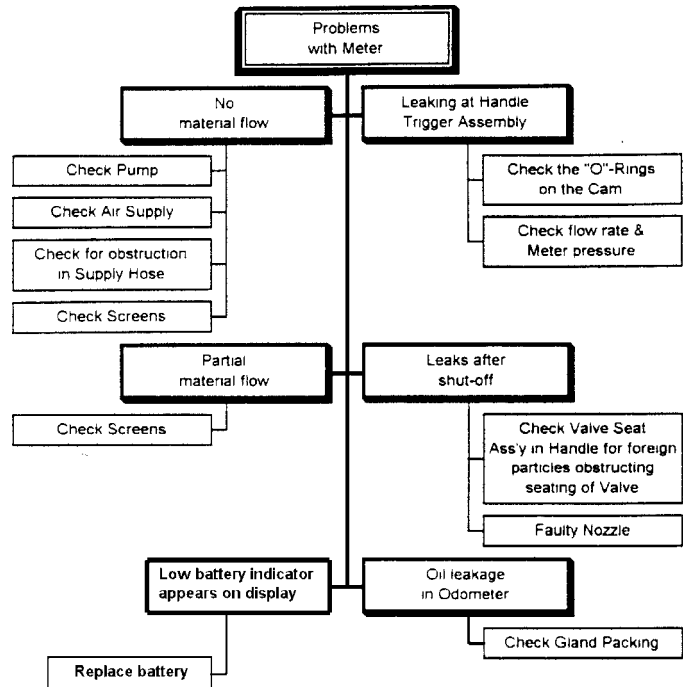 Problems
with Meter
No
material flow
Check Pump
Check Air Supply
Check for obstruction
in Supply Hose
Check Screens
Leaking at Handle
Trigger Assembly
Check the "O"-Rings
on the Cam
Check flow rate &
Meter pressure
Partial
material flow
Check Screens
Leaks after
shut-off
Check Valve Seat
Ass'y in Handle for foreign
particles obstructing
seating of Valve
Faulty Nozzle
Low battery indicator
appears on display
Replace battery
Oil leakage
in Odometer
Check Gland Packing